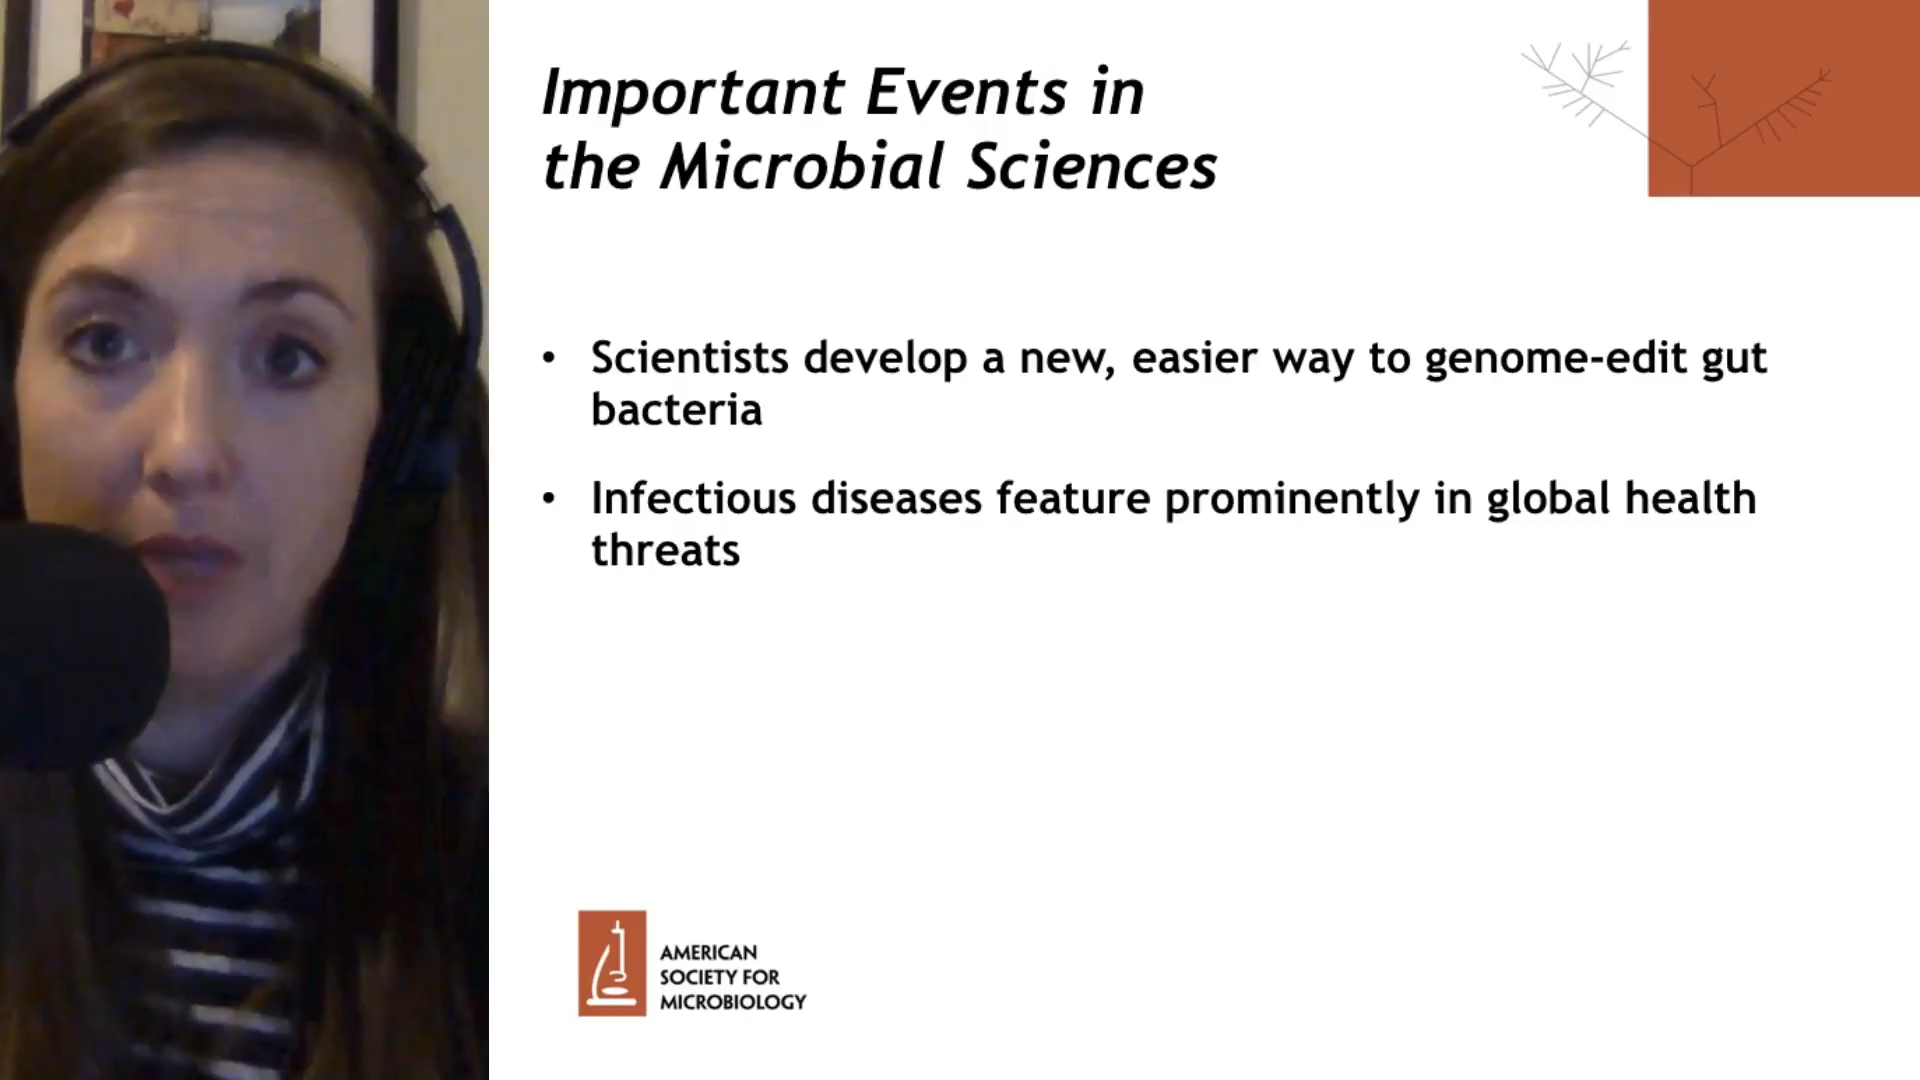 Important Events in
the Microbial Sciences
• Scientists develop a new, easier way to genome-edit gut
bacteria
• Infectious diseases feature prominently in global health
threats
AMERICAN
SOCIETY FOR
MICROBIOLOGY